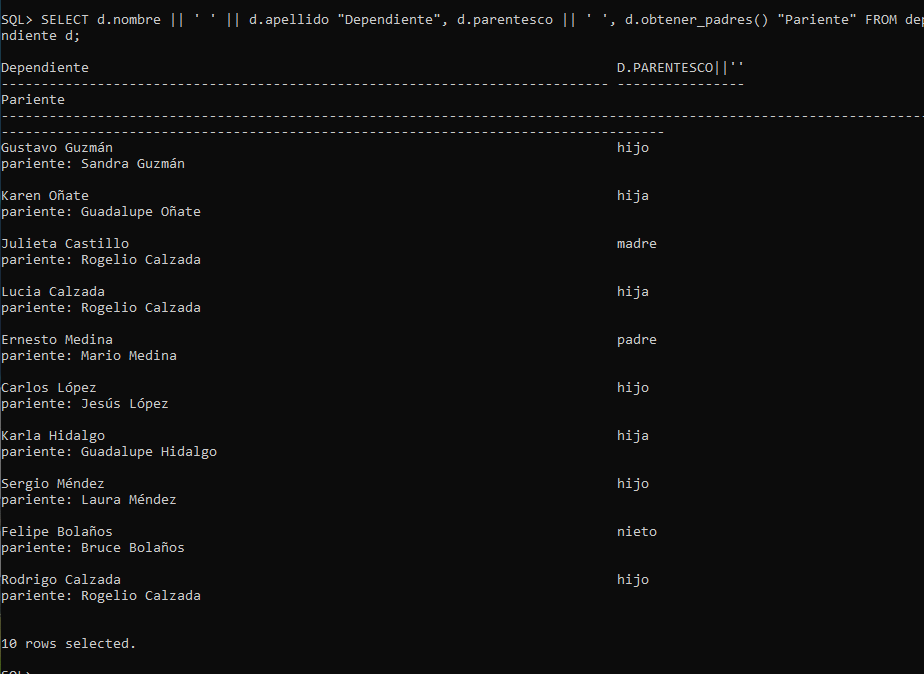 SQL> SELECT d.nombre || ' ' || d.apellido "Dependiente", d.parentesco || ' ', d.obtener_padres() "Pariente" FROM dep
ndiente d;
Dependiente D.PARENTESCO||''
---------------------------------------------------------------------------- ----------------
Pariente
--------------------------------------------------------------------------------------------------------------------
-----------------------------------------------------------------------------------
Gustavo Guzmán hijo
pariente: Sandra Guzmán
Karen Oñate hija
pariente: Guadalupe Oñate
Julieta Castillo madre
pariente: Rogelio Calzada
Lucia Calzada hija
pariente: Rogelio Calzada
Ernesto Medina padre
pariente: Mario Medina
Carlos López hijo
pariente: Jesús López
Karla Hidalgo hija
pariente: Guadalupe Hidalgo
Sergio Méndez hijo
pariente: Laura Méndez
Felipe Bolaños nieto
pariente: Bruce Bolaños
Rodrigo Calzada hijo
pariente: Rogelio Calzada
10 rows selected.
SQL>